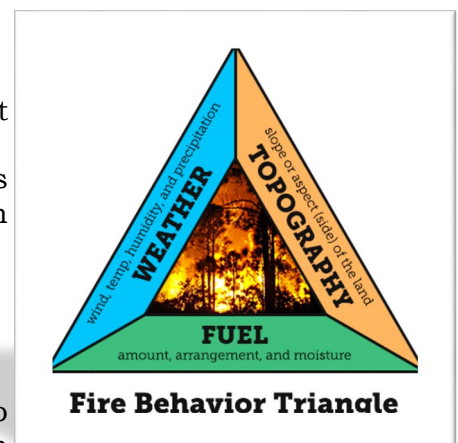 t
s
n
wind, temp, humidity, and precipitation
WEATHER
slope or aspect (side) of the land
TOPOGRAPHY
FUEL
amount, arrangement, and moisture
Fire Behavior Triangle
o